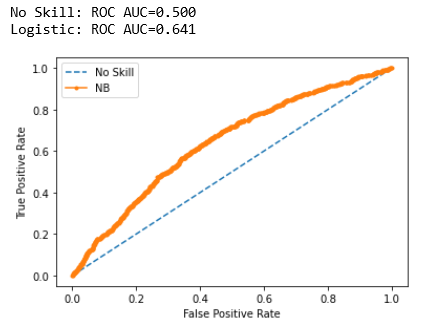 No Skill: ROC AUC=0.500
Logistic: ROC AUC=0.641
No Skill
NB
True Positive Rate
1.0
0.8
0.6
0.4
0.2
0.0
0.0 0.2 0.4 0.6 0.8 1.0
False Positive Rate